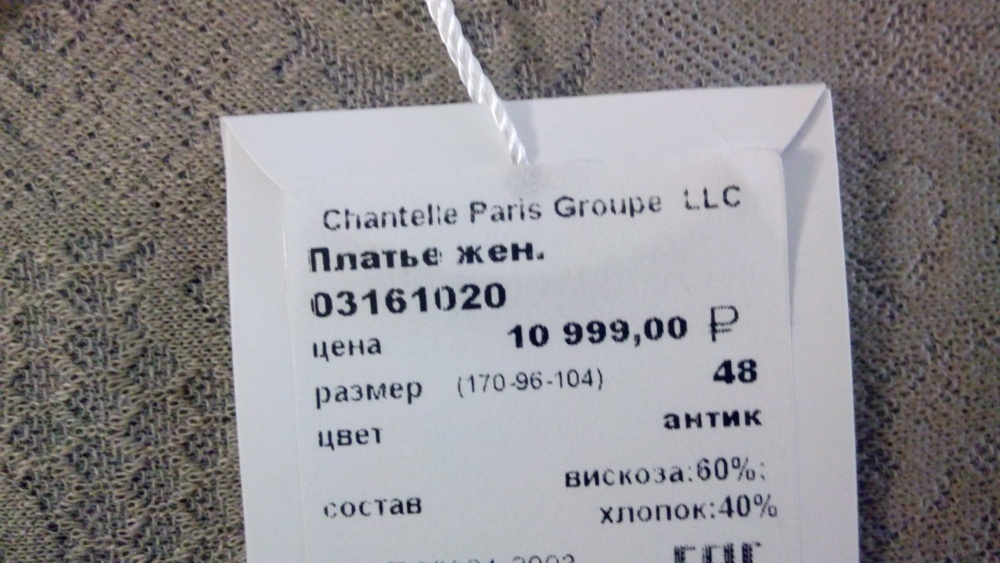 Chantelle Paris Groupe LLC
Платье жен.
03161020
цена 10 999,00 ₽
размер (170-96-104) 48
цвет антик
вискоза:60%;
состав хлопок:40%